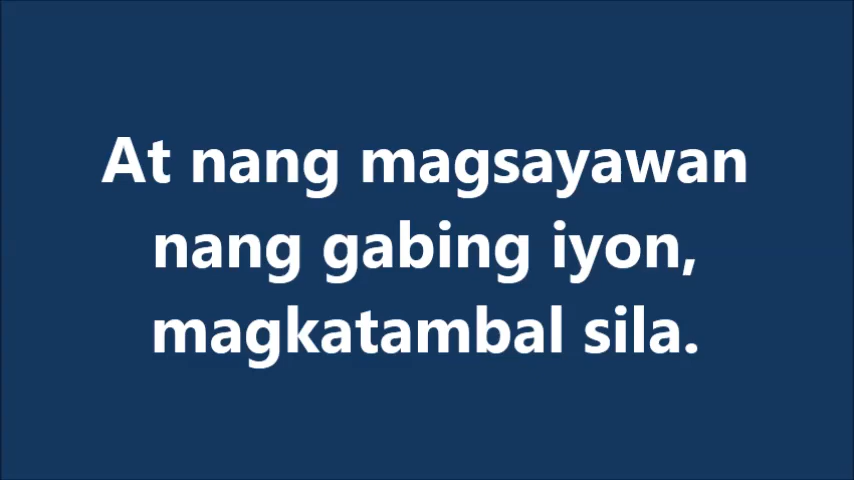 At nang magsayawan
nang gabing iyon,
magkatambal sila.